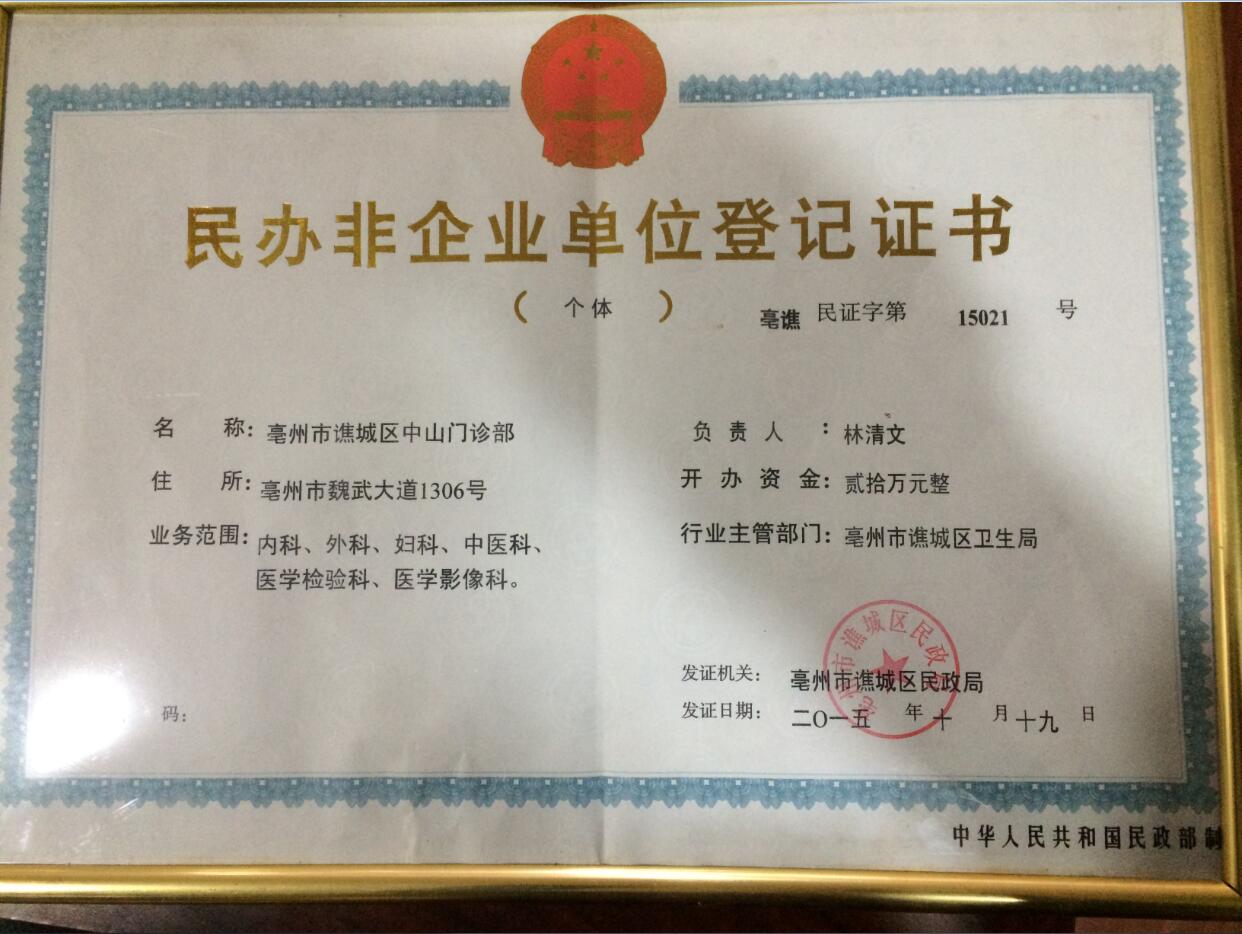 民办非企业单位登记证书
（ 个体 ） 亳谯 民证字第 15021 号
名 称：亳州市谯城区中山门诊部
负 责 人 ：林清文
住 所：亳州市魏武大道1306号
开 办 资 金：贰拾万元整
业务范围：内科、外科、妇科、中医科、
医学检验科、医学影像科。
行业主管部门：亳州市谯城区卫生局
发证机关：亳州市谯城区民政局
码：
发证日期：二O一五 年 十 月 十九 日
市谯城区民政
中华人民共和国民政部制